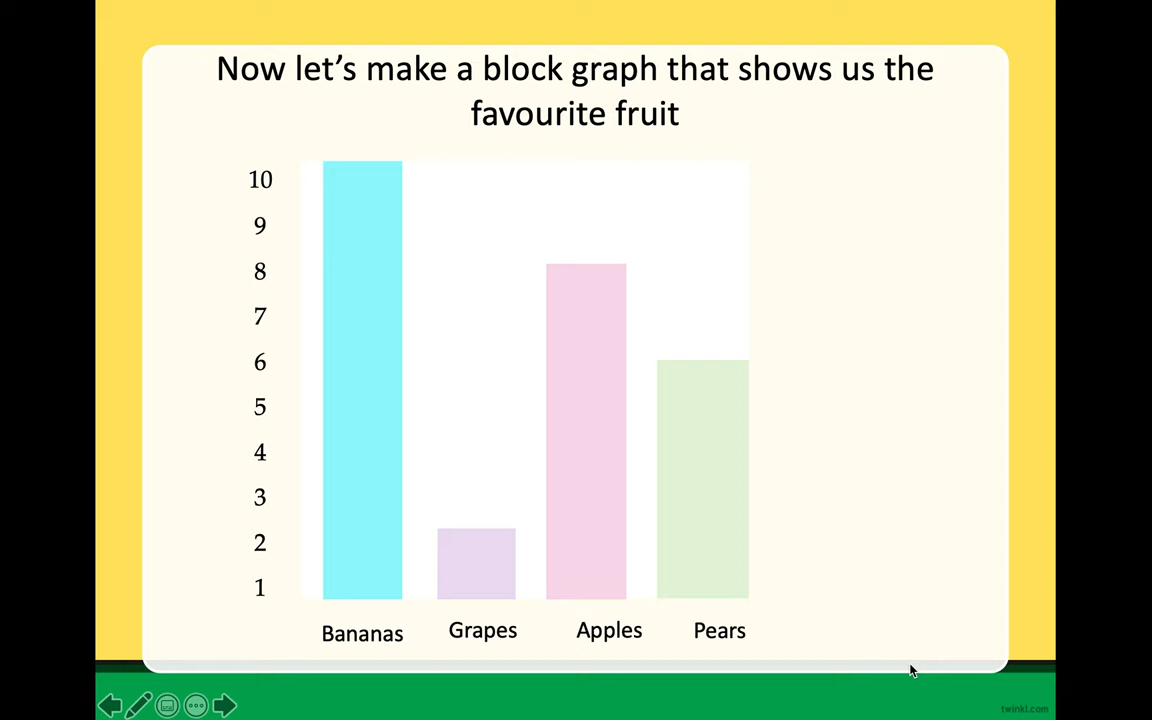 Now let’s make a block graph that shows us the
favourite fruit
10
9
8
7
6
5
4
3
2
1
Bananas Grapes Apples Pears
twinkl.com